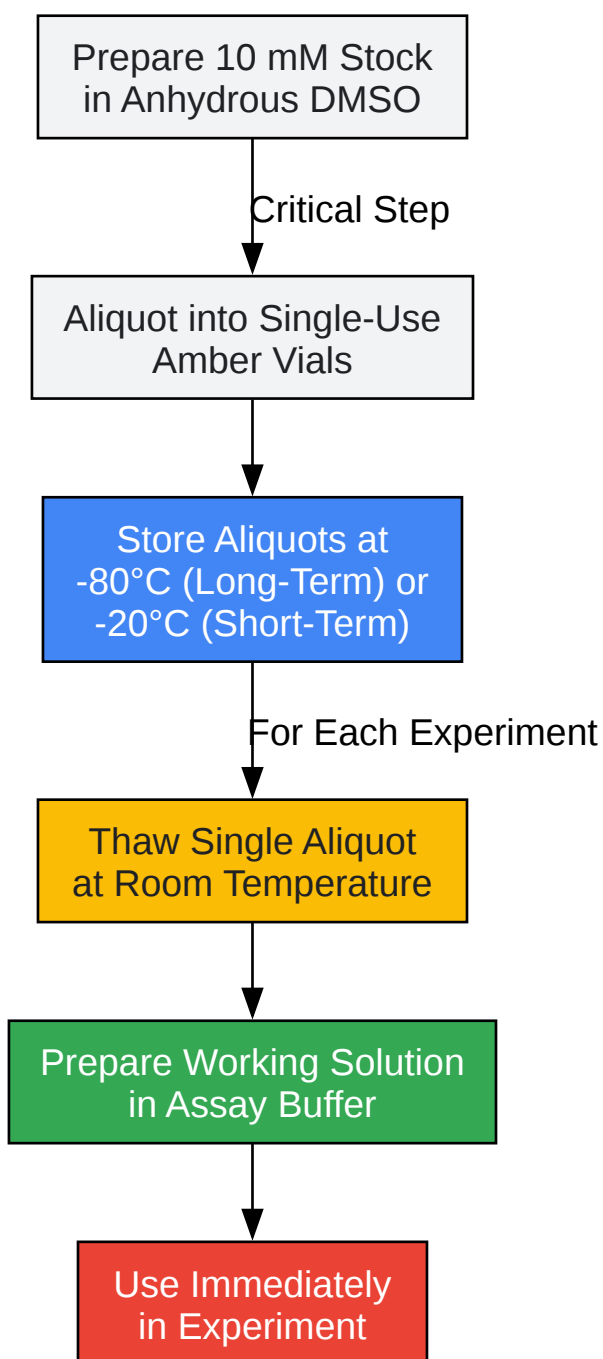 Prepare 10 mM Stock
in Anhydrous DMSO
Critical Step
Aliquot into Single-Use
Amber Vials
Store Aliquots at
-80°C (Long-Term) or
-20°C (Short-Term)
For Each Experiment
Thaw Single Aliquot
at Room Temperature
Prepare Working Solution
in Assay Buffer
Use Immediately
in Experiment